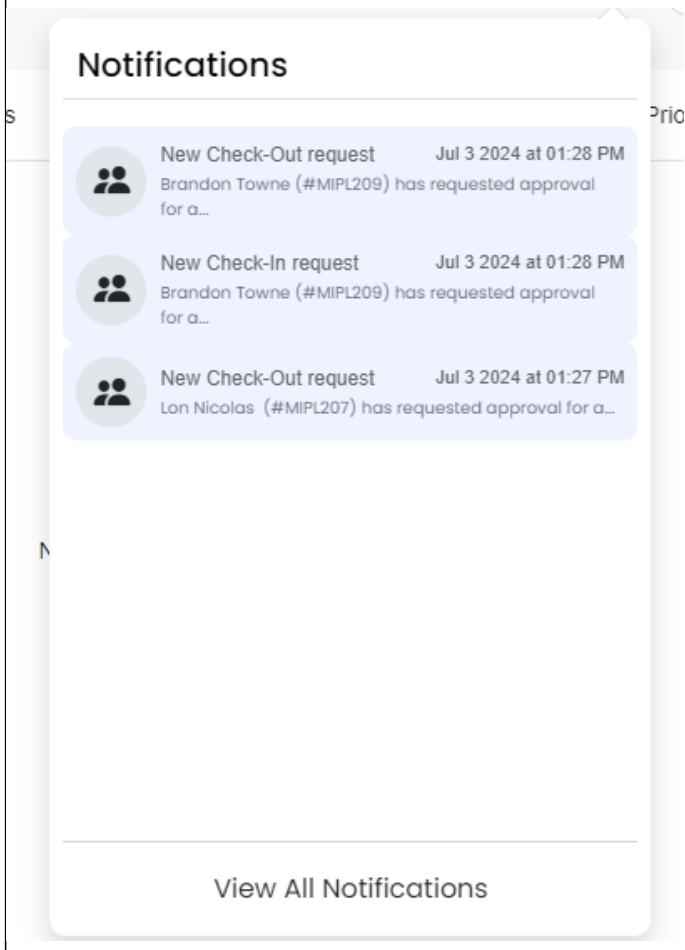 Notifications
s
Prio
New Check-Out request Jul 3 2024 at 01:28 PM
Brandon Towne (#MIPL209) has requested approval
for a...
New Check-In request Jul 3 2024 at 01:28 PM
Brandon Towne (#MIPL209) has requested approval
for a...
New Check-Out request Jul 3 2024 at 01:27 PM
Lon Nicolas (#MIPL207) has requested approval for a...
N
View All Notifications